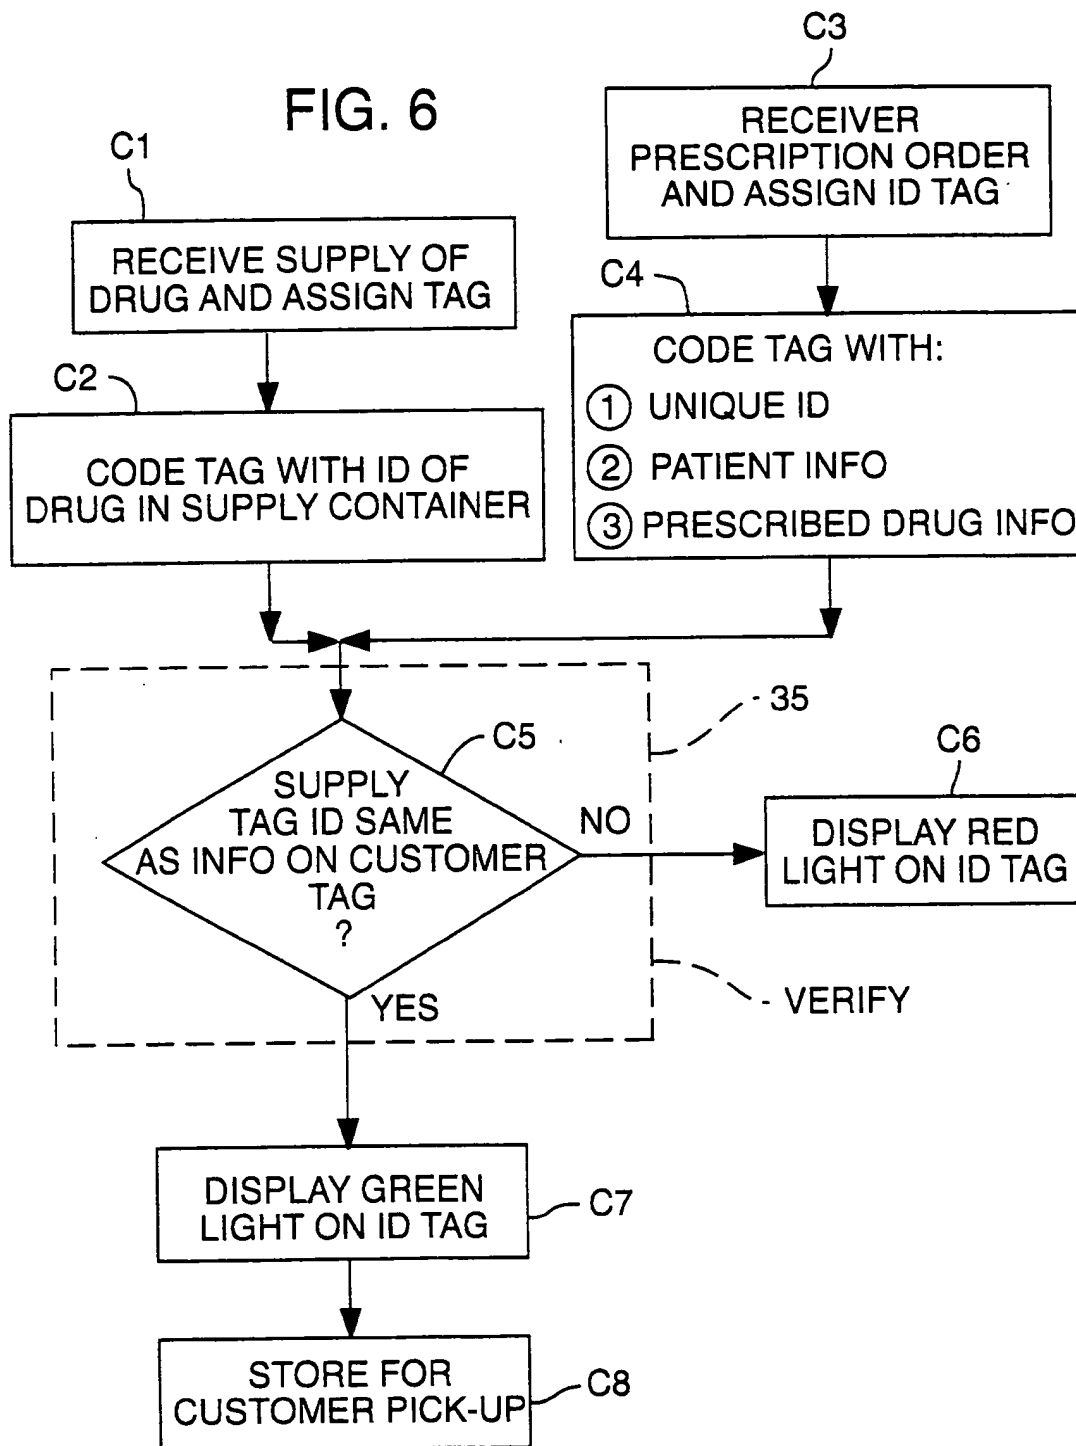 FIG. 6
C1
RECEIVE SUPPLY OF
DRUG AND ASSIGN TAG
C2
CODE TAG WITH ID OF
DRUG IN SUPPLY CONTAINER
C3
RECEIVER
PRESCRIPTION ORDER
AND ASSIGN ID TAG
C4
CODE TAG WITH:
1 UNIQUE ID
2 PATIENT INFO
3 PRESCRIBED DRUG INFO
35
C5
SUPPLY
TAG ID SAME
AS INFO ON CUSTOMER
TAG
?
NO
YES
VERIFY
C6
DISPLAY RED
LIGHT ON ID TAG
DISPLAY GREEN
LIGHT ON ID TAG
C7
STORE FOR
CUSTOMER PICK-UP
C8